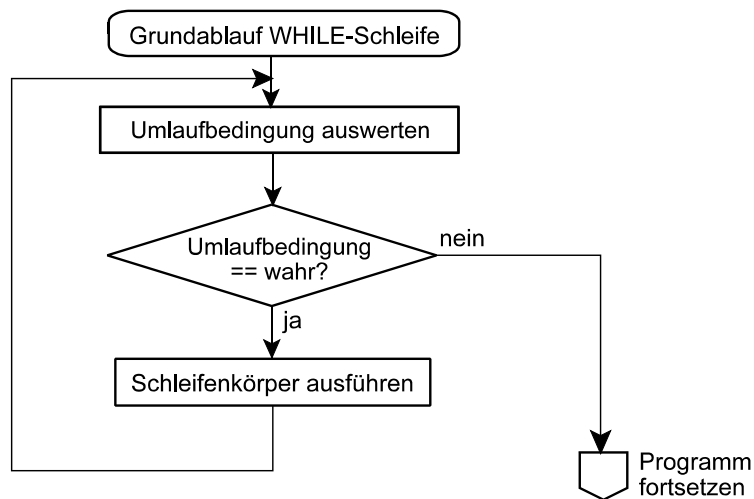 Grundablauf WHILE-Schleife
Umlaufbedingung auswerten
Umlaufbedingung
== wahr?
nein
ja
Schleifenkörper ausführen
Programm
fortsetzen